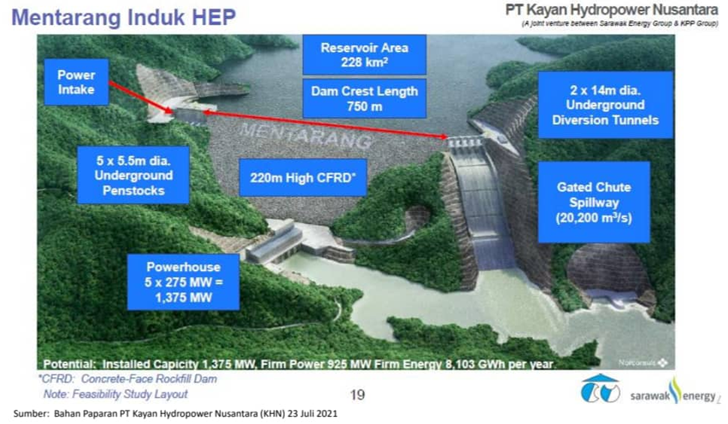 Mentarang Induk HEP
PT Kayan Hydropower Nusantara
(A joint venture between Sarawak Energy Group & KPP Group)
Reservoir Area
228 km²
Power
Intake
Dam Crest Length
750 m
2 x 14m dia.
Underground
Diversion Tunnels
MENTARANG
5 x 5.5m dia.
Underground
Penstocks
220m High CFRD*
Gated Chute
Spillway
(20,200 m³/s)
Powerhouse
5 x 275 MW =
1,375 MW
Potential: Installed Capicity 1,375 MW, Firm Power 925 MW Firm Energy 8,103 GWh per year
Norconsult
*CFRD: Concrete-Face Rockfill Dam
Note: Feasibility Study Layout
19
sarawak energy
Sumber: Bahan Paparan PT Kayan Hydropower Nusantara (KHN) 23 Juli 2021